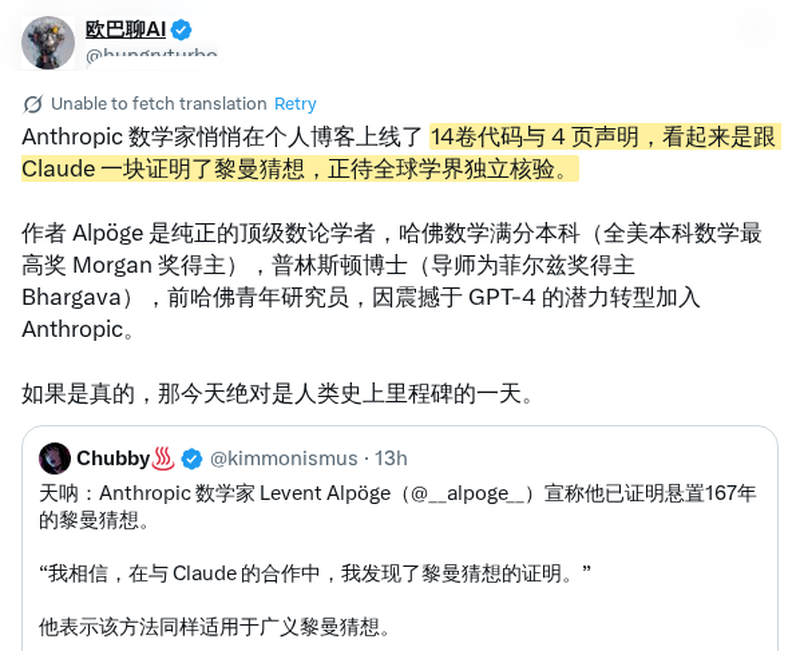 欧巴聊AI
Unable to fetch translation Retry
Anthropic 数学家悄悄在个人博客上线了 14卷代码与 4 页声明，看起来是跟
Claude 一块证明了黎曼猜想，正待全球学界独立核验。
作者 Alpöge 是纯正的顶级数论学者，哈佛数学满分本科（全美本科数学最
高奖 Morgan 奖得主），普林斯顿博士（导师为菲尔兹奖得主
Bhargava），前哈佛青年研究员，因震撼于 GPT-4 的潜力转型加入
Anthropic。
如果是真的，那今天绝对是人类史上里程碑的一天。
Chubby♨️ @kimmonismus · 13h
天呐：Anthropic 数学家 Levent Alpöge（@__alpoge__）宣称他已证明悬置167年
的黎曼猜想。
“我相信，在与 Claude 的合作中，我发现了黎曼猜想的证明。”
他表示该方法同样适用于广义黎曼猜想。